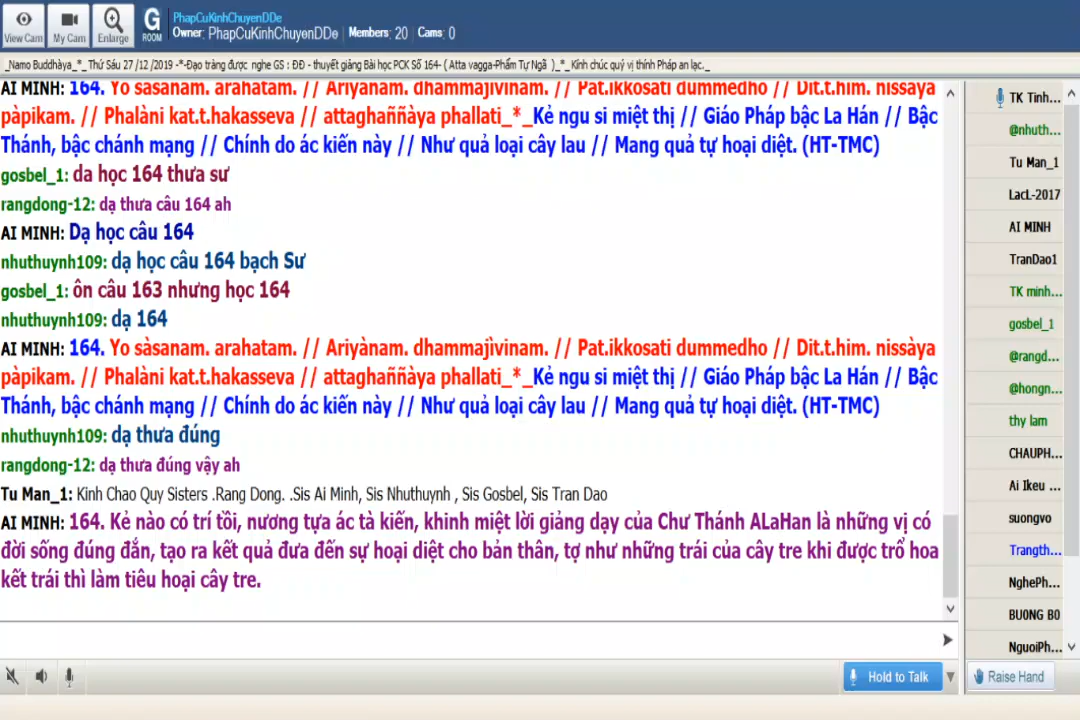 View Cam
My Cam
Enlarge
G
ROOM
PhapCuKinhChuyenDDe
Owner: PhapCuKinhChuyenDDe Members: 20 Cams: 0
_Namo Buddhàya_*_ Thứ Sáu 27 /12 /2019 -*-Đạo tràng được nghe GS : ĐĐ - thuyết giảng Bài học PCK Số 164- ( Atta vagga-Phẩm Tự Ngã )_*_Kính chúc quý vị thính Pháp an lạc._
AI MINH: 164. Yo sàsanam. arahatam. // Ariyànam. dhammajìvinam. // Pat.ikkosati dummedho // Dit.t.him. nissàya
pàpikam. // Phalàni kat.t.hakasseva // attaghaññàya phallati_*_Kẻ ngu si miệt thị // Giáo Pháp bậc La Hán // Bậc
Thánh, bậc chánh mạng // Chính do ác kiến này // Như quả loại cây lau // Mang quả tự hoại diệt. (HT-TMC)
gosbel_1: da học 164 thưa sư
rangdong-12: dạ thưa câu 164 ah
AI MINH: Dạ học câu 164
nhuthuynh109: dạ học câu 164 bạch Sư
gosbel_1: ôn câu 163 nhưng học 164
nhuthuynh109: dạ 164
AI MINH: 164. Yo sàsanam. arahatam. // Ariyànam. dhammajìvinam. // Pat.ikkosati dummedho // Dit.t.him. nissàya
pàpikam. // Phalàni kat.t.hakasseva // attaghaññàya phallati_*_Kẻ ngu si miệt thị // Giáo Pháp bậc La Hán // Bậc
Thánh, bậc chánh mạng // Chính do ác kiến này // Như quả loại cây lau // Mang quả tự hoại diệt. (HT-TMC)
nhuthuynh109: dạ thưa đúng
rangdong-12: dạ thưa đúng vậy ah
Tu Man_1: Kinh Chao Quy Sisters .Rang Dong. .Sis Ai Minh, Sis Nhuthuynh , Sis Gosbel, Sis Tran Dao
AI MINH: 164. Kẻ nào có trí tồi, nương tựa ác tà kiến, khinh miệt lời giảng dạy của Chư Thánh ALaHan là những vị có
đời sống đúng đắn, tạo ra kết quả đưa đến sự hoại diệt cho bản thân, tợ như những trái của cây tre khi được trổ hoa
kết trái thì làm tiêu hoại cây tre.
TK Tinh...
@nhuth...
Tu Man_1
LacL-2017
AI MINH
TranDao1
TK minh...
gosbel_1
@rangd...
@hongn...
thy lam
CHAUPH...
Ai Ikeu ...
suongvo
Trangth...
NghePh...
BUONG BO
NguoiPh...
Hold to Talk
Raise Hand